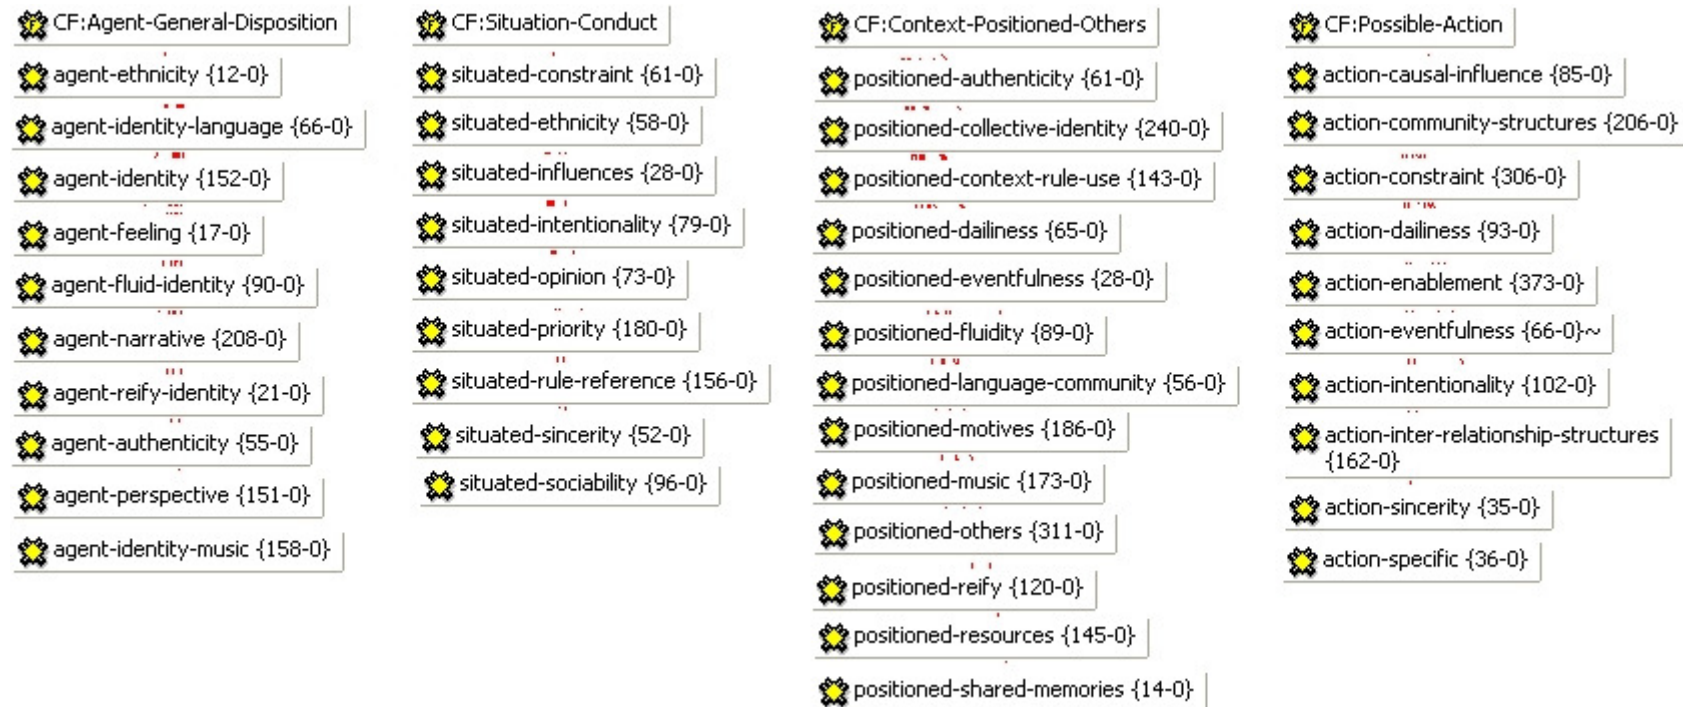 CF:Agent-General-Disposition
agent-ethnicity {12-0}
agent-identity-language {66-0}
agent-identity {152-0}
agent-feeling {17-0}
agent-fluid-identity {90-0}
agent-narrative {208-0}
agent-reify-identity {21-0}
agent-authenticity {55-0}
agent-perspective {151-0}
agent-identity-music {158-0}
CF:Situation-Conduct
situated-constraint {61-0}
situated-ethnicity {58-0}
situated-influences {28-0}
situated-intentionality {79-0}
situated-opinion {73-0}
situated-priority {180-0}
situated-rule-reference {156-0}
situated-sincerity {52-0}
situated-sociability {96-0}
CF:Context-Positioned-Others
positioned-authenticity {61-0}
positioned-collective-identity {240-0}
positioned-context-rule-use {143-0}
positioned-dailiness {65-0}
positioned-eventfulness {28-0}
positioned-fluidity {89-0}
positioned-language-community {56-0}
positioned-motives {186-0}
positioned-music {173-0}
positioned-others {311-0}
positioned-reify {120-0}
positioned-resources {145-0}
positioned-shared-memories {14-0}
CF:Possible-Action
action-causal-influence {85-0}
action-community-structures {206-0}
action-constraint {306-0}
action-dailiness {93-0}
action-enablement {373-0}
action-eventfulness {66-0}~
action-intentionality {102-0}
action-inter-relationship-structures
{162-0}
action-sincerity {35-0}
action-specific {36-0}